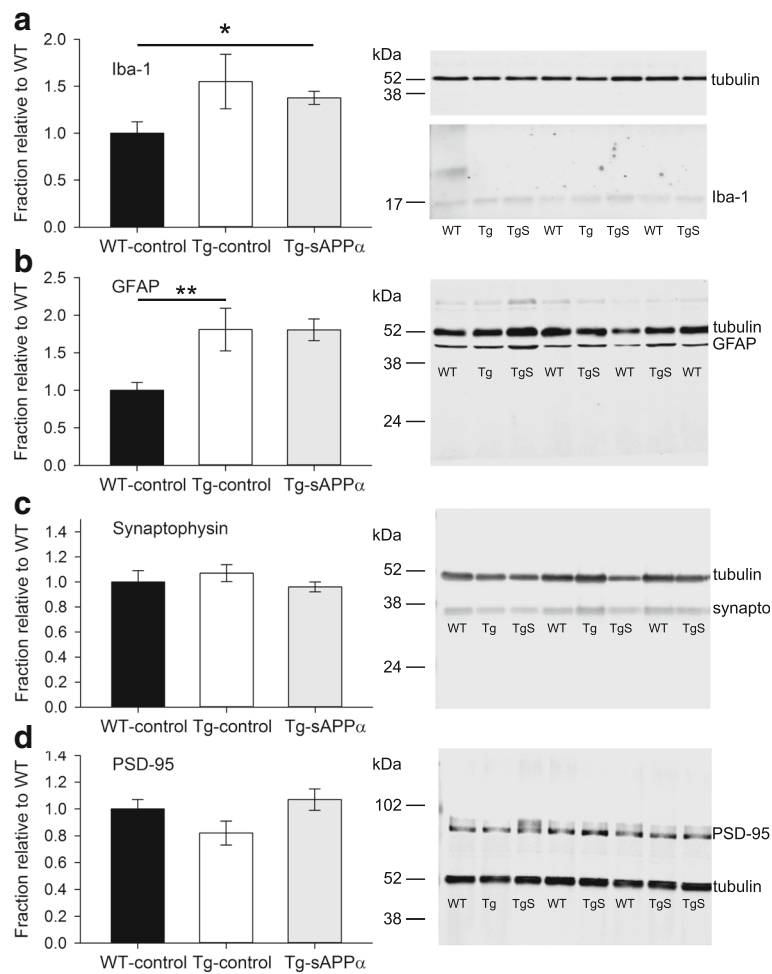 a
Fraction relative to WT
2.0
1.5
1.0
0.5
0.0
Iba-1
*
WT-control Tg-control Tg-sAPPα
kDa
52
38
17
tubulin
Iba-1
WT Tg TgS WT Tg TgS WT TgS
b
Fraction relative to WT
2.5
2.0
1.5
1.0
0.5
0.0
GFAP
**
WT-control Tg-control Tg-sAPPα
kDa
52
38
24
tubulin
GFAP
WT Tg TgS WT TgS WT TgS WT
c
Fraction relative to WT
1.4
1.2
1.0
0.8
0.6
0.4
0.2
0.0
Synaptophysin
WT-control Tg-control Tg-sAPPα
kDa
52
38
24
tubulin
synapto
WT Tg TgS WT Tg TgS WT TgS
d
Fraction relative to WT
1.4
1.2
1.0
0.8
0.6
0.4
0.2
0.0
PSD-95
WT-control Tg-control Tg-sAPPα
kDa
102
52
38
PSD-95
tubulin
WT Tg TgS WT TgS WT TgS TgS